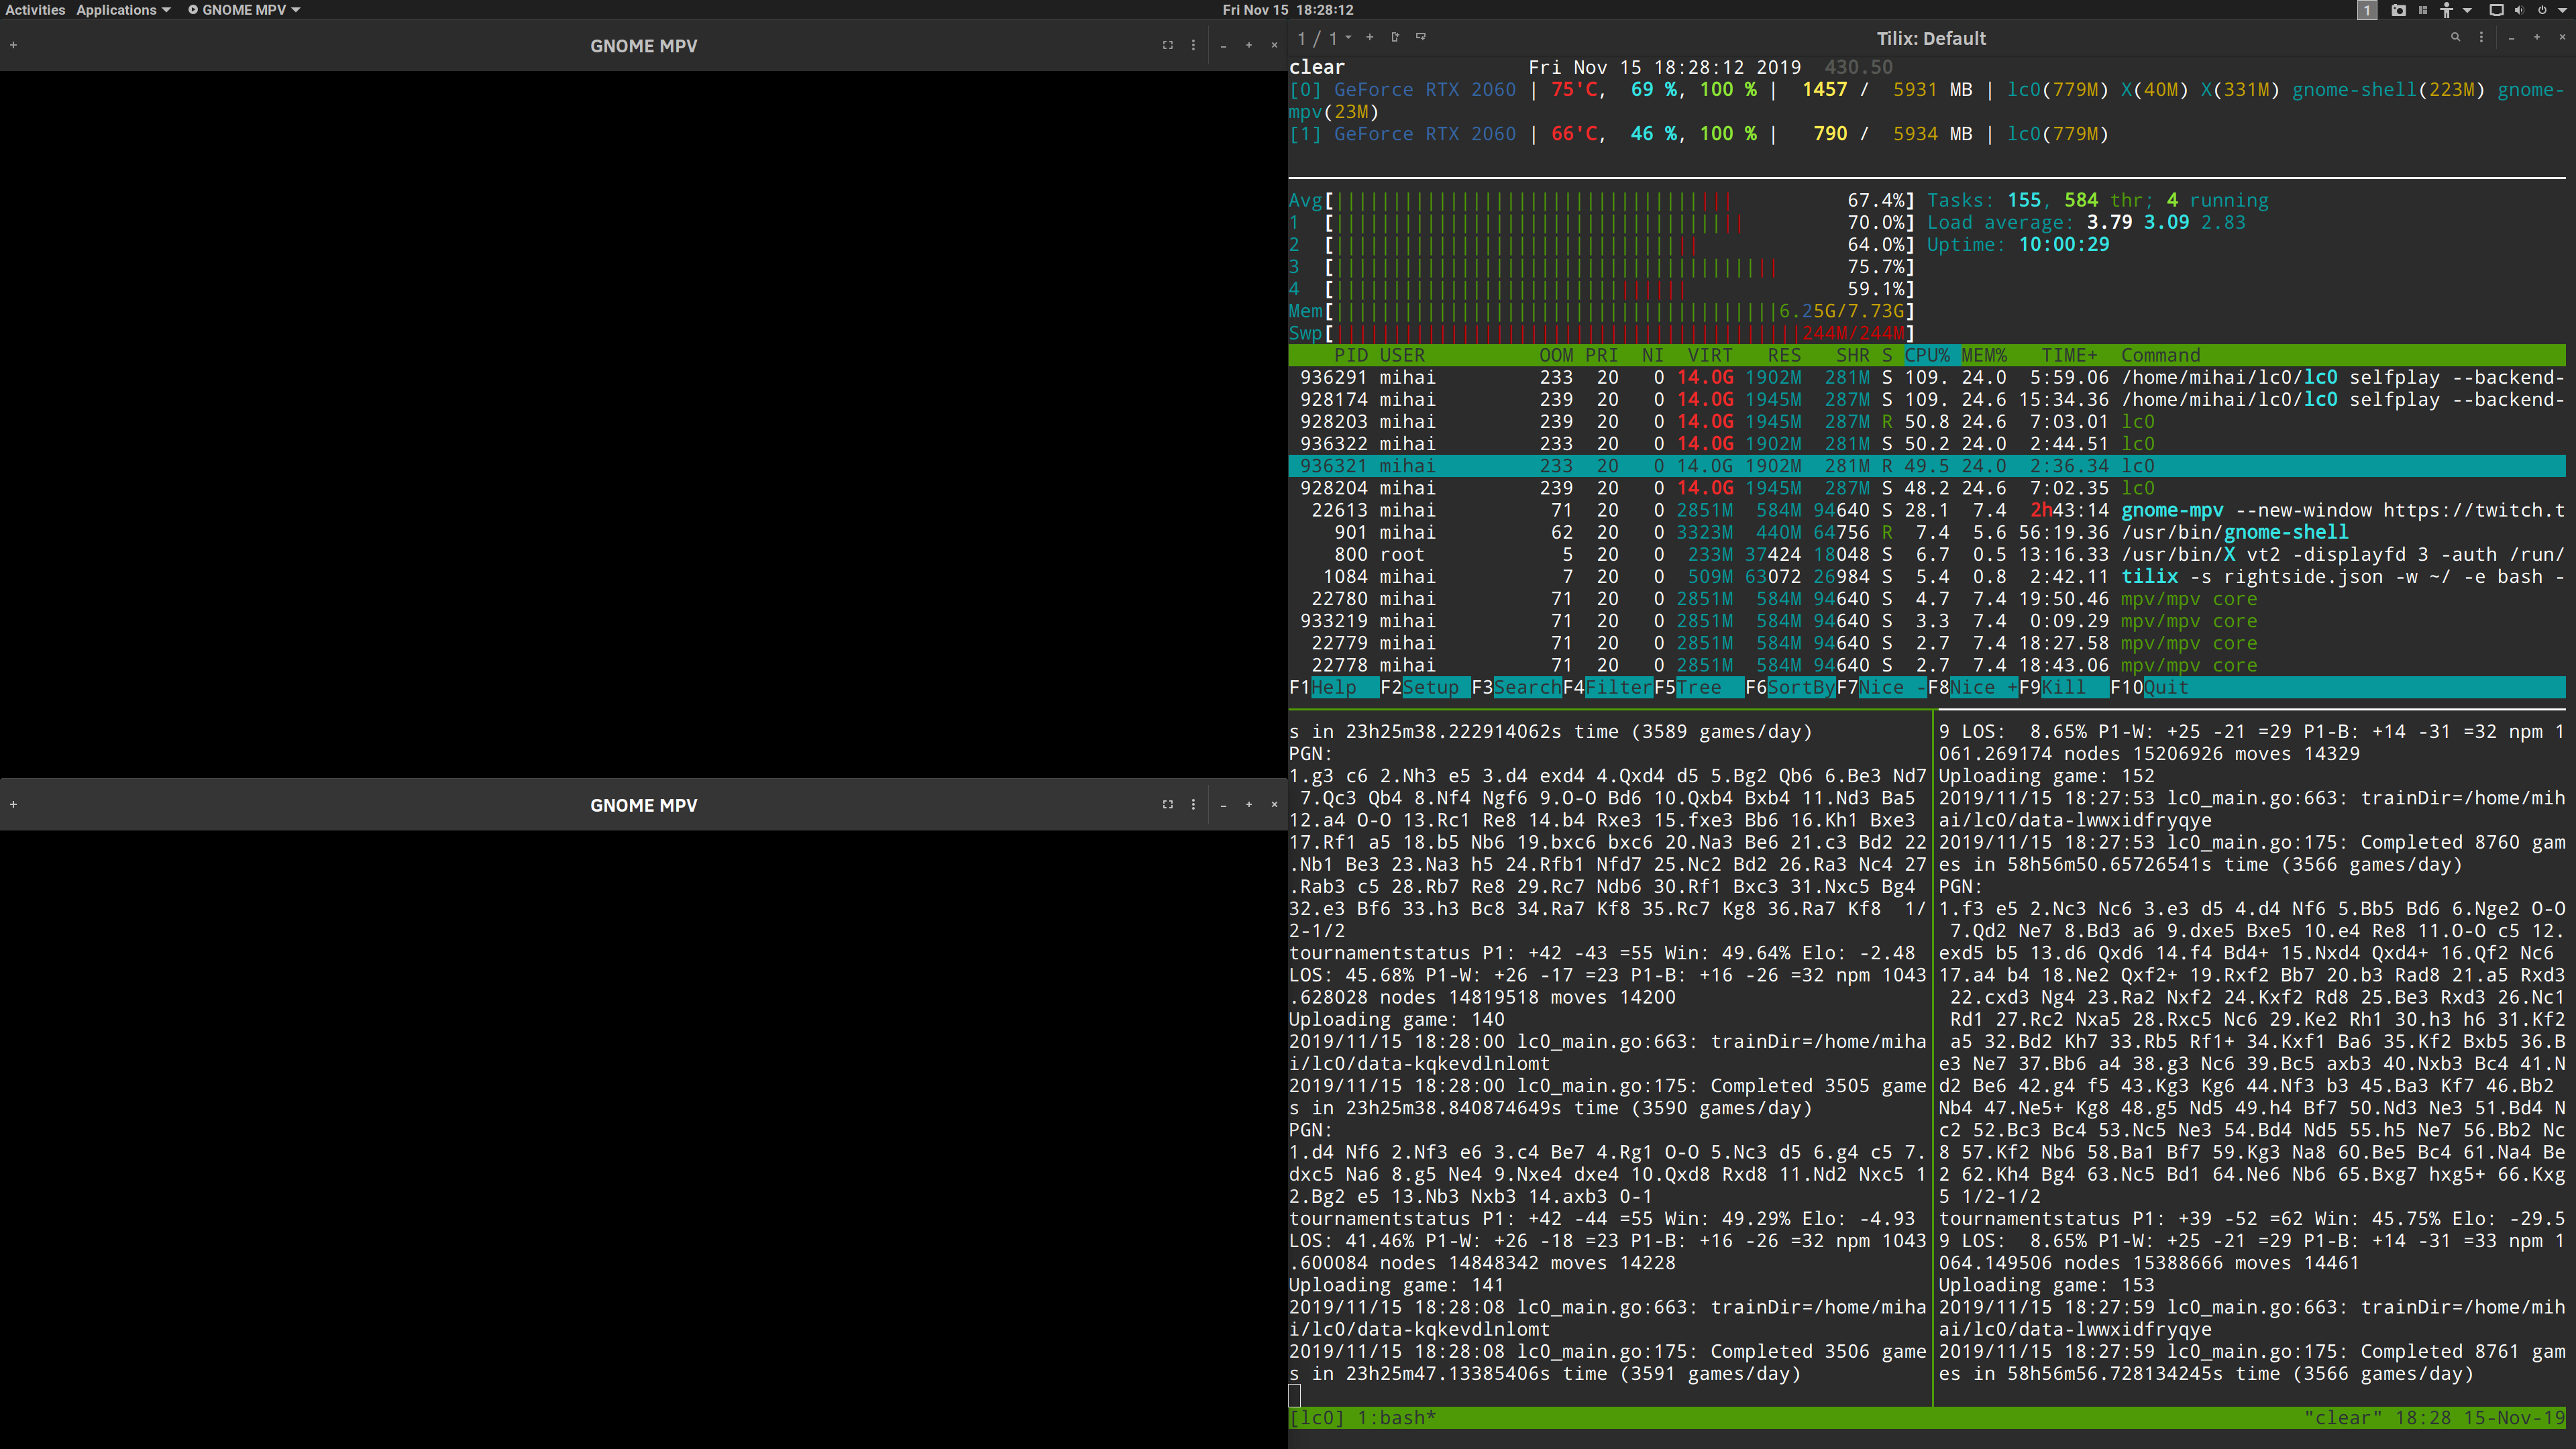 Activities Applications GNOME MPV Fri Nov 15 18:28:12 1
GNOME MPV
GNOME MPV
1 / 1 Tilix: Default
clear Fri Nov 15 18:28:12 2019 430.50
[0] GeForce RTX 2060 | 75'C, 69 %, 100 % | 1457 / 5931 MB | lc0(779M) X(40M) X(331M) gnome-shell(223M) gnome-
mpv(23M)
[1] GeForce RTX 2060 | 66'C, 46 %, 100 % | 790 / 5934 MB | lc0(779M)
Avg[ 67.4%] Tasks: 155, 584 thr; 4 running
1 [ 70.0%] Load average: 3.79 3.09 2.83
2 [ 64.0%] Uptime: 10:00:29
3 [ 75.7%]
4 [ 59.1%]
Mem[ 6.25G/7.73G]
Swp[ 244M/244M]
PID USER OOM PRI NI VIRT RES SHR S CPU% MEM% TIME+ Command
936291 mihai 233 20 0 14.0G 1902M 281M S 109. 24.0 5:59.06 /home/mihai/lc0/lc0 selfplay --backend-
928174 mihai 239 20 0 14.0G 1945M 287M S 109. 24.6 15:34.36 /home/mihai/lc0/lc0 selfplay --backend-
928203 mihai 239 20 0 14.0G 1945M 287M R 50.8 24.6 7:03.01 lc0
936322 mihai 233 20 0 14.0G 1902M 281M S 50.2 24.0 2:44.51 lc0
936321 mihai 233 20 0 14.0G 1902M 281M R 49.5 24.0 2:36.34 lc0
928204 mihai 239 20 0 14.0G 1945M 287M S 48.2 24.6 7:02.35 lc0
22613 mihai 71 20 0 2851M 584M 94640 S 28.1 7.4 2h43:14 gnome-mpv --new-window https://twitch.t
901 mihai 62 20 0 3323M 440M 64756 R 7.4 5.6 56:19.36 /usr/bin/gnome-shell
800 root 5 20 0 233M 37424 18048 S 6.7 0.5 13:16.33 /usr/bin/X vt2 -displayfd 3 -auth /run/
1084 mihai 7 20 0 509M 63072 26984 S 5.4 0.8 2:42.11 tilix -s rightside.json -w ~/ -e bash -
22780 mihai 71 20 0 2851M 584M 94640 S 4.7 7.4 19:50.46 mpv/mpv core
933219 mihai 71 20 0 2851M 584M 94640 S 3.3 7.4 0:09.29 mpv/mpv core
22779 mihai 71 20 0 2851M 584M 94640 S 2.7 7.4 18:27.58 mpv/mpv core
22778 mihai 71 20 0 2851M 584M 94640 S 2.7 7.4 18:43.06 mpv/mpv core
F1Help F2Setup F3SearchF4FilterF5Tree F6SortByF7Nice -F8Nice +F9Kill F10Quit
s in 23h25m38.222914062s time (3589 games/day)
PGN:
1.g3 c6 2.Nh3 e5 3.d4 exd4 4.Qxd4 d5 5.Bg2 Qb6 6.Be3 Nd7
7.Qc3 Qb4 8.Nf4 Ngf6 9.O-O Bd6 10.Qxb4 Bxb4 11.Nd3 Ba5
12.a4 O-O 13.Rc1 Re8 14.b4 Rxe3 15.fxe3 Bb6 16.Kh1 Bxe3
17.Rf1 a5 18.b5 Nb6 19.bxc6 bxc6 20.Na3 Be6 21.c3 Bd2 22
.Nb1 Be3 23.Na3 h5 24.Rfb1 Nfd7 25.Nc2 Bd2 26.Ra3 Nc4 27
.Rab3 c5 28.Rb7 Re8 29.Rc7 Ndb6 30.Rf1 Bxc3 31.Nxc5 Bg4
32.e3 Bf6 33.h3 Bc8 34.Ra7 Kf8 35.Rc7 Kg8 36.Ra7 Kf8 1/
2-1/2
tournamentstatus P1: +42 -43 =55 Win: 49.64% Elo: -2.48
LOS: 45.68% P1-W: +26 -17 =23 P1-B: +16 -26 =32 npm 1043
.628028 nodes 14819518 moves 14200
Uploading game: 140
2019/11/15 18:28:00 lc0_main.go:663: trainDir=/home/miha
i/lc0/data-kqkevdlnlomt
2019/11/15 18:28:00 lc0_main.go:175: Completed 3505 game
s in 23h25m38.840874649s time (3590 games/day)
PGN:
1.d4 Nf6 2.Nf3 e6 3.c4 Be7 4.Rg1 O-O 5.Nc3 d5 6.g4 c5 7.
dxc5 Na6 8.g5 Ne4 9.Nxe4 dxe4 10.Qxd8 Rxd8 11.Nd2 Nxc5 1
2.Bg2 e5 13.Nb3 Nxb3 14.axb3 0-1
tournamentstatus P1: +42 -44 =55 Win: 49.29% Elo: -4.93
LOS: 41.46% P1-W: +26 -18 =23 P1-B: +16 -26 =32 npm 1043
.600084 nodes 14848342 moves 14228
Uploading game: 141
2019/11/15 18:28:08 lc0_main.go:663: trainDir=/home/miha
i/lc0/data-kqkevdlnlomt
2019/11/15 18:28:08 lc0_main.go:175: Completed 3506 game
s in 23h25m47.13385406s time (3591 games/day)
9 LOS: 8.65% P1-W: +25 -21 =29 P1-B: +14 -31 =32 npm 1
061.269174 nodes 15206926 moves 14329
Uploading game: 152
2019/11/15 18:27:53 lc0_main.go:663: trainDir=/home/mih
ai/lc0/data-lwwxidfryqye
2019/11/15 18:27:53 lc0_main.go:175: Completed 8760 gam
es in 58h56m50.65726541s time (3566 games/day)
PGN:
1.f3 e5 2.Nc3 Nc6 3.e3 d5 4.d4 Nf6 5.Bb5 Bd6 6.Nge2 O-O
7.Qd2 Ne7 8.Bd3 a6 9.dxe5 Bxe5 10.e4 Re8 11.O-O c5 12.
exd5 b5 13.d6 Qxd6 14.f4 Bd4+ 15.Nxd4 Qxd4+ 16.Qf2 Nc6
17.a4 b4 18.Ne2 Qxf2+ 19.Rxf2 Bb7 20.b3 Rad8 21.a5 Rxd3
22.cxd3 Ng4 23.Ra2 Nxf2 24.Kxf2 Rd8 25.Be3 Rxd3 26.Nc1
Rd1 27.Rc2 Nxa5 28.Rxc5 Nc6 29.Ke2 Rh1 30.h3 h6 31.Kf2
a5 32.Bd2 Kh7 33.Rb5 Rf1+ 34.Kxf1 Ba6 35.Kf2 Bxb5 36.B
e3 Ne7 37.Bb6 a4 38.g3 Nc6 39.Bc5 axb3 40.Nxb3 Bc4 41.N
d2 Be6 42.g4 f5 43.Kg3 Kg6 44.Nf3 b3 45.Ba3 Kf7 46.Bb2
Nb4 47.Ne5+ Kg8 48.g5 Nd5 49.h4 Bf7 50.Nd3 Ne3 51.Bd4 N
c2 52.Bc3 Bc4 53.Nc5 Ne3 54.Bd4 Nd5 55.h5 Ne7 56.Bb2 Nc
8 57.Kf2 Nb6 58.Ba1 Bf7 59.Kg3 Na8 60.Be5 Bc4 61.Na4 Be
2 62.Kh4 Bg4 63.Nc5 Bd1 64.Ne6 Nb6 65.Bxg7 hxg5+ 66.Kxg
5 1/2-1/2
tournamentstatus P1: +39 -52 =62 Win: 45.75% Elo: -29.5
9 LOS: 8.65% P1-W: +25 -21 =29 P1-B: +14 -31 =33 npm 1
064.149506 nodes 15388666 moves 14461
Uploading game: 153
2019/11/15 18:27:59 lc0_main.go:663: trainDir=/home/mih
ai/lc0/data-lwwxidfryqye
2019/11/15 18:27:59 lc0_main.go:175: Completed 8761 gam
es in 58h56m56.728134245s time (3566 games/day)
[lc0] 1:bash* "clear" 18:28 15-Nov-19